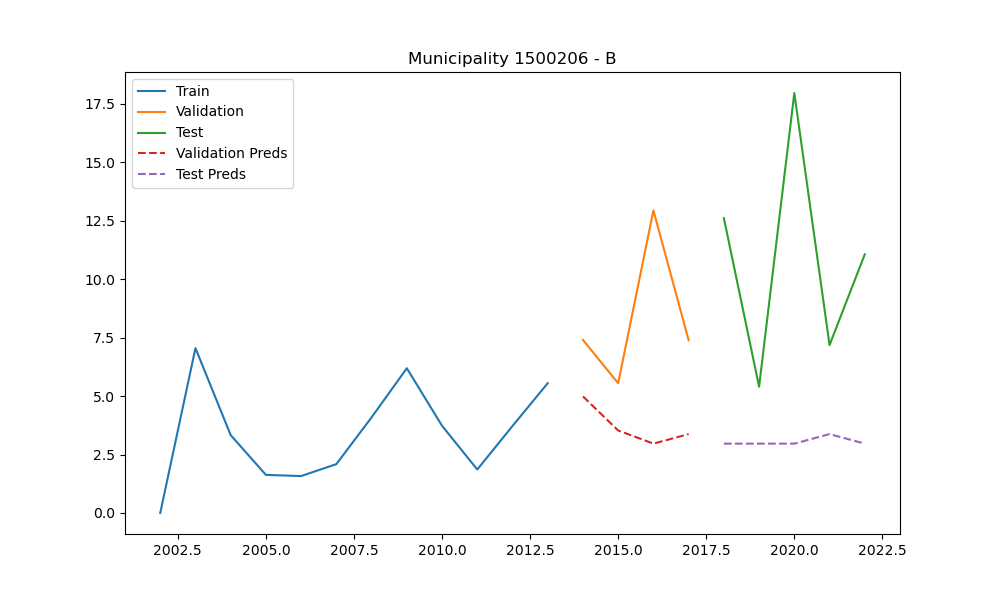 Municipality 1500206 - B
Train
Validation
Test
Validation Preds
Test Preds
17.5
15.0
12.5
10.0
7.5
5.0
2.5
0.0
2002.5 2005.0 2007.5 2010.0 2012.5 2015.0 2017.5 2020.0 2022.5